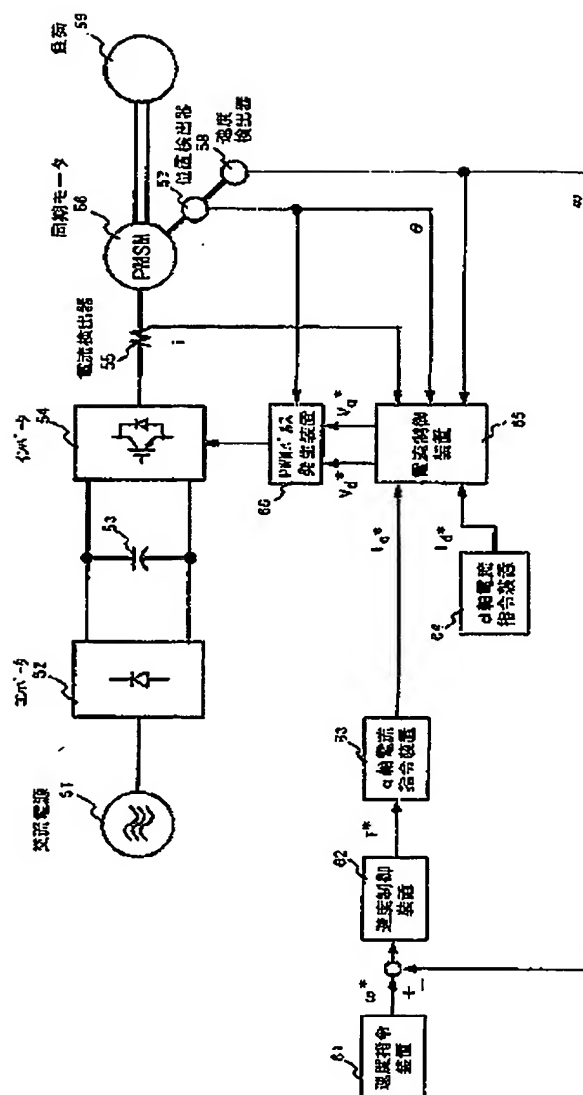 交流電源
51
コンバータ
52
53
インバータ
54
電流検出器
55
i
同期モータ
56
PMSM
57
位置検出器
58
速度検出器
負荷
59
66
PWMパルス
発生装置
Vd*
Vq*
電流制御
装置
65
θ
ω
Iq*
Id*
64
d軸電流
指令装置
63
q軸電流
指令装置
T*
62
速度制御
装置
ω*
+
-
61
速度指令
装置